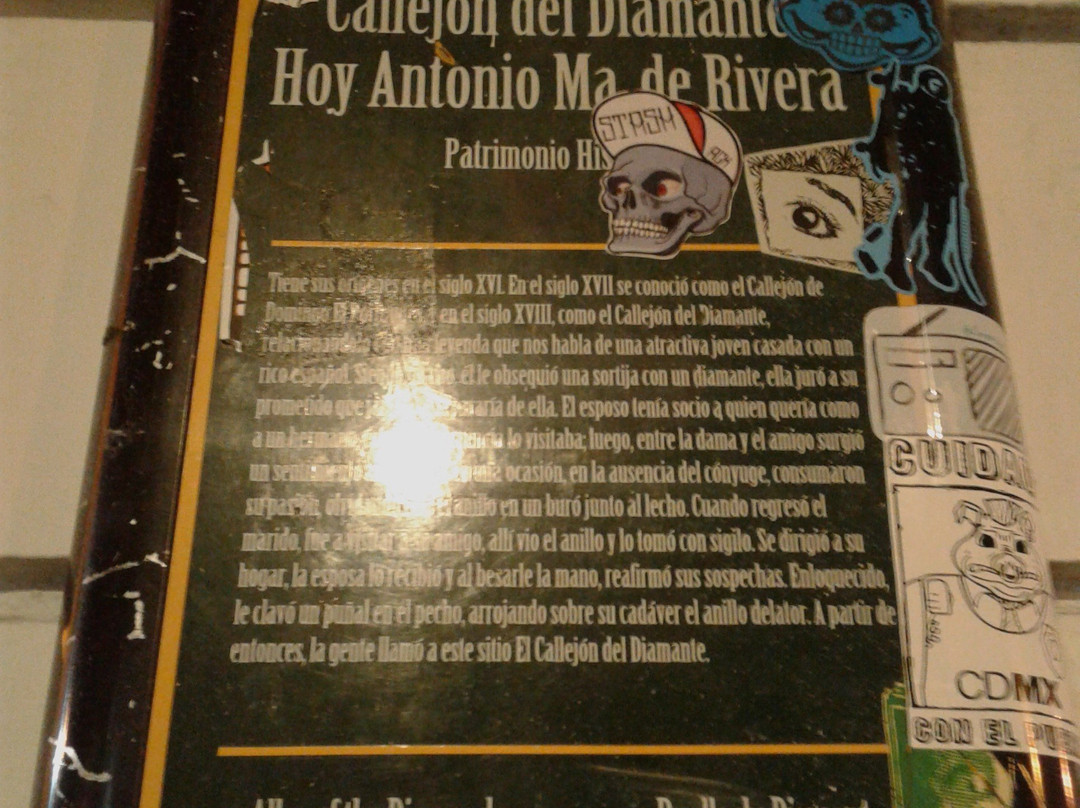 Callejón del Diamante
Hoy Antonio Ma. de Rivera
Patrimonio
STRSM
Tiene sus orígenes en el siglo XVI. En el siglo XVII se conoció como el Callejón de
Domingo El en el siglo XVIII, como el Callejón del Diamante,
leyenda que nos habla de una atractiva joven casada con un
rico español. él le obsequió una sortija con un diamante, ella juró a su
prometido que de ella. El esposo tenía socio a quien quería como
a un hermano, lo visitaba; luego, entre la dama y el amigo surgió
un ocasión, en la ausencia del cónyuge, consumaron
su pasión, anillo en un buró junto al lecho. Cuando regresó el
marido, fue a amigo, allí vio el anillo y lo tomó con sigilo. Se dirigió a su
hogar, la esposa lo recibió y al besarle la mano, reafirmó sus sospechas. Enloquecido,
le clavó un puñal en el pecho, arrojando sobre su cadáver el anillo delator. A partir de
entonces, la gente llamó a este sitio El Callejón del Diamante.
CDMX
CON EL